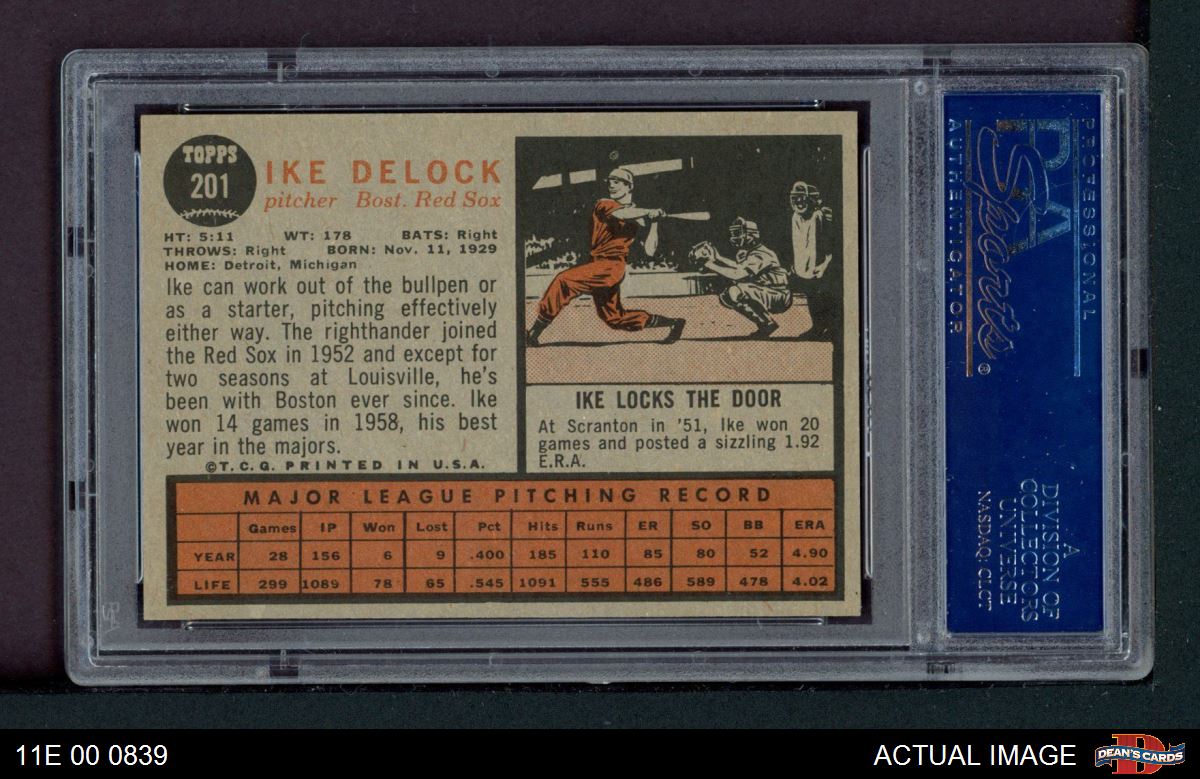 TOPPS
201
IKE DELOCK
pitcher Bost. Red Sox
HT: 5:11 WT: 178 BATS: Right
THROWS: Right BORN: Nov. 11, 1929
HOME: Detroit, Michigan
Ike can work out of the bullpen or
as a starter, pitching effectively
either way. The righthander joined
the Red Sox in 1952 and except for
two seasons at Louisville, he's
been with Boston ever since. Ike
won 14 games in 1958, his best
year in the majors.
©T.C.G. PRINTED IN U.S.A.
IKE LOCKS THE DOOR
At Scranton in '51, Ike won 20
games and posted a sizzling 1.92
E.R.A.
MAJOR LEAGUE PITCHING RECORD
Games IP Won Lost Pct Hits Runs ER SO BB ERA
YEAR 28 156 6 9 .400 185 110 85 80 52 4.90
LIFE 299 1089 78 65 .545 1091 555 486 589 478 4.02
PROFESSIONAL
PSA
Sports®
AUTHENTICATOR
A
DIVISION OF
COLLECTORS
UNIVERSE
NASDAQ: CLCT
11E 00 0839
ACTUAL IMAGE
D
DEAN'S CARDS